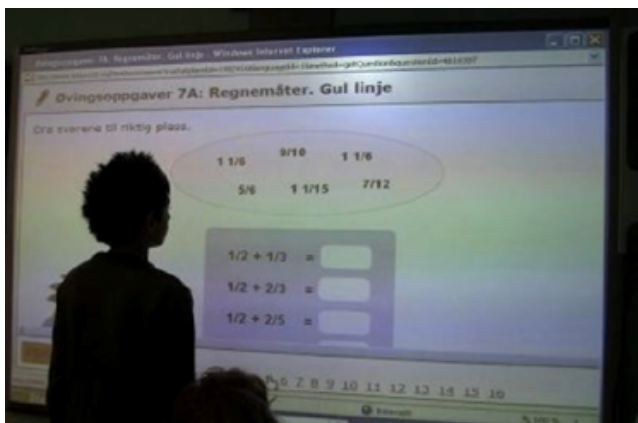 Øvingsoppgaver 7A: Regnemåter. Gul linje - Windows Internet Explorer
Øvingsoppgaver 7A: Regnemåter. Gul linje
Dra svarene til riktig plass.
1 1/6 9/10 1 1/6
5/6 1 1/15 7/12
1/2 + 1/3 =
1/2 + 2/3 =
1/2 + 2/5 =
6 7 8 9 10 11 12 13 14 15 16